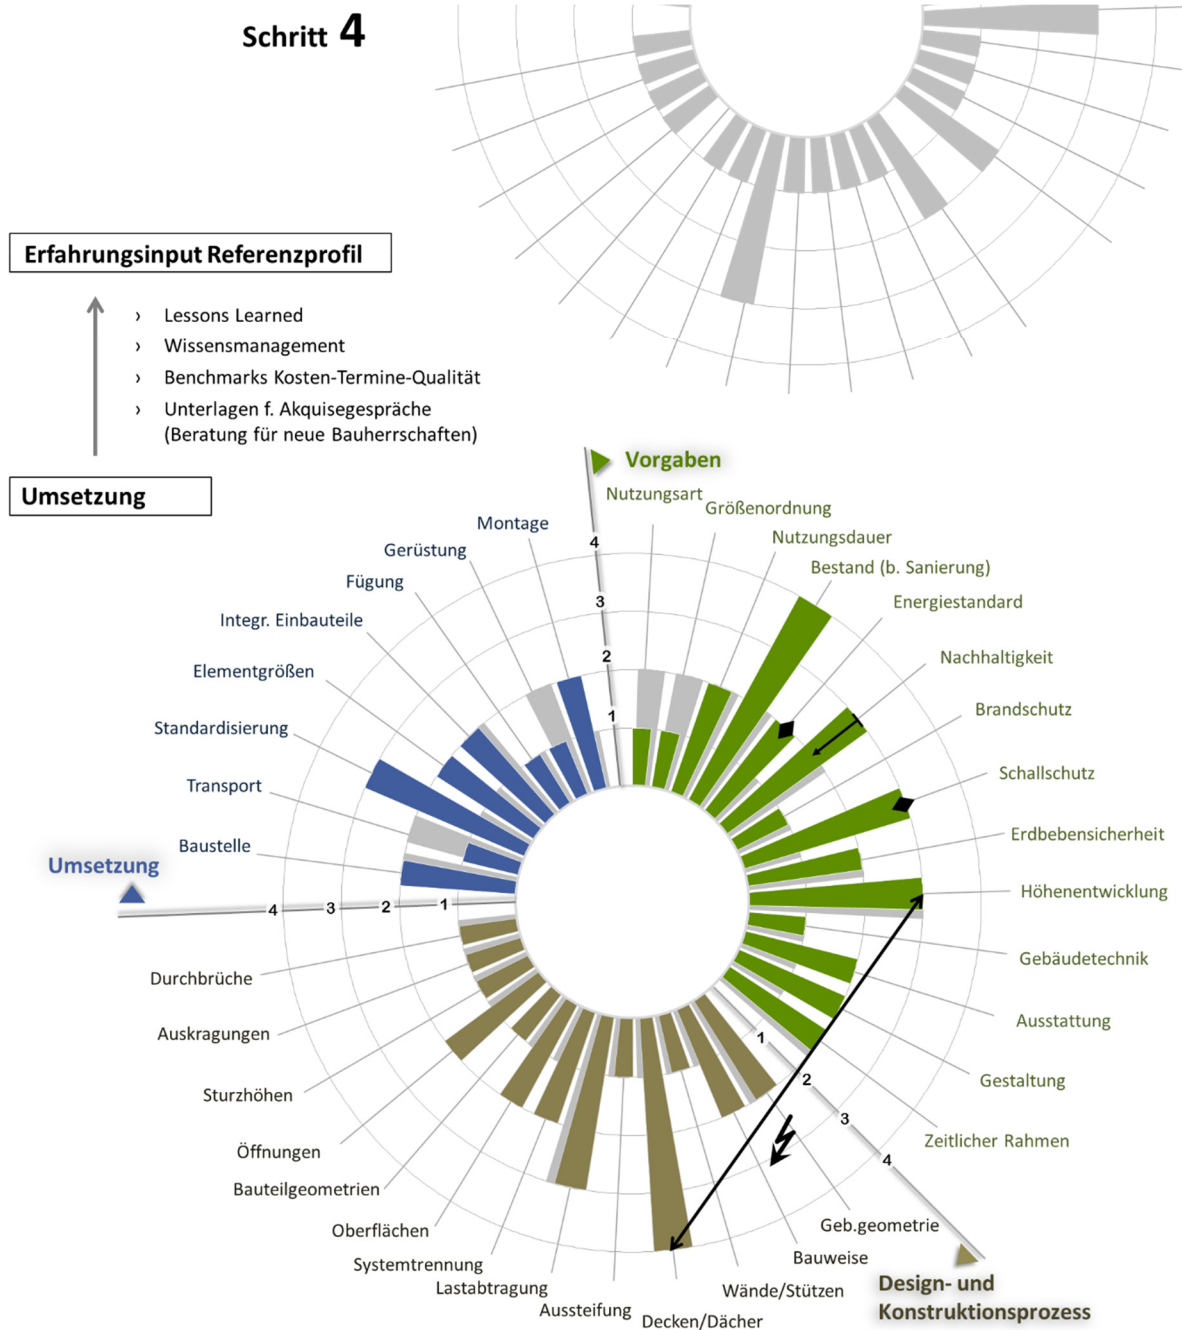 Schritt 4
Erfahrungsinput Referenzprofil
› Lessons Learned
› Wissensmanagement
› Benchmarks Kosten-Termine-Qualität
› Unterlagen f. Akquisegespräche
(Beratung für neue Bauherrschaften)
Umsetzung
Vorgaben
Nutzungsart
Größenordnung
Nutzungsdauer
Bestand (b. Sanierung)
Energiestandard
Nachhaltigkeit
Brandschutz
Schallschutz
Erdbebensicherheit
Höhenentwicklung
Gebäudetechnik
Ausstattung
Gestaltung
Zeitlicher Rahmen
Montage
Gerüstung
Fügung
Integr. Einbauteile
Elementgrößen
Standardisierung
Transport
Baustelle
Umsetzung
4
3
2
1
4 3 2 1
1
2
3
4
Durchbrüche
Auskragungen
Sturzhöhen
Öffnungen
Bauteilgeometrien
Oberflächen
Systemtrennung
Lastabtragung
Aussteifung
Decken/Dächer
Wände/Stützen
Bauweise
Geb.geometrie
Design- und
Konstruktionsprozess